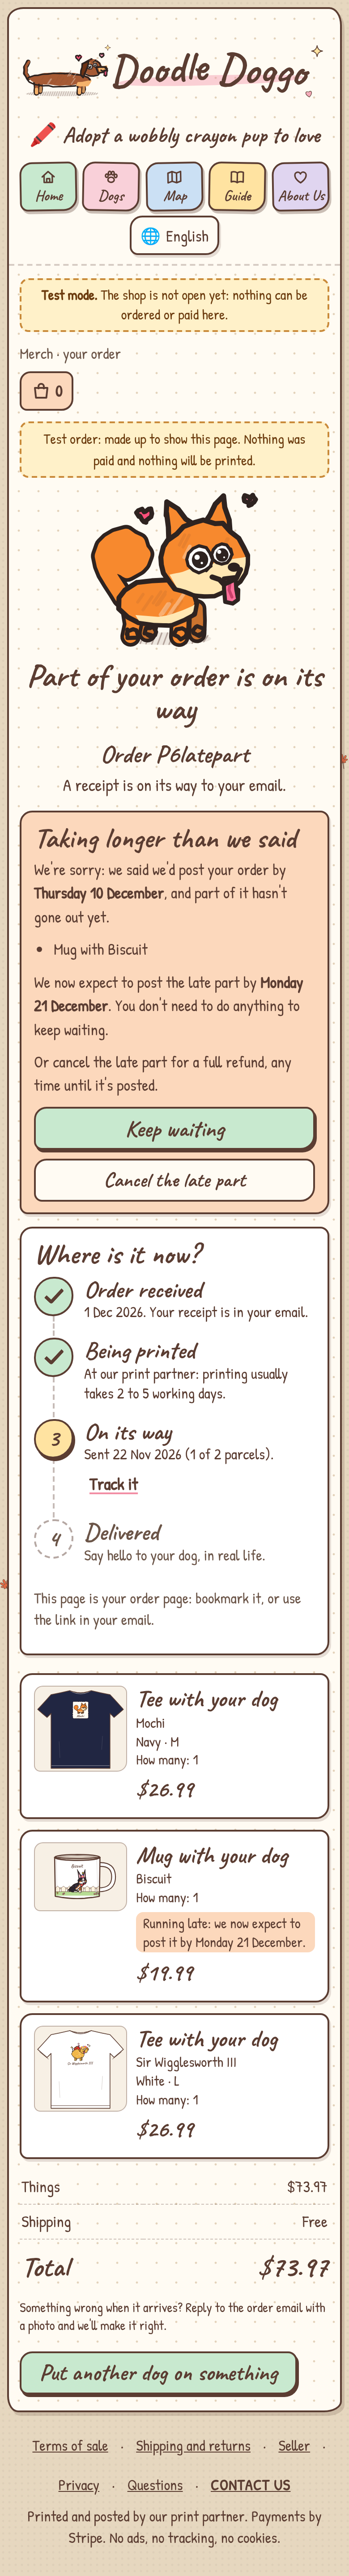 Doodle Doggo
Adopt a wobbly crayon pup to love
Home
Dogs
Map
Guide
About Us
English
Test mode. The shop is not open yet: nothing can be
ordered or paid here.
Merch · your order
0
Test order: made up to show this page. Nothing was
paid and nothing will be printed.
Part of your order is on its
way
Order P6latepart
A receipt is on its way to your email.
Taking longer than we said
We're sorry: we said we'd post your order by
Thursday 10 December, and part of it hasn't
gone out yet.
• Mug with Biscuit
We now expect to post the late part by Monday
21 December. You don't need to do anything to
keep waiting.
Or cancel the late part for a full refund, any
time until it's posted.
Keep waiting
Cancel the late part
Where is it now?
Order received
1 Dec 2026. Your receipt is in your email.
Being printed
At our print partner: printing usually
takes 2 to 5 working days.
3
On its way
Sent 22 Nov 2026 (1 of 2 parcels).
Track it
4
Delivered
Say hello to your dog, in real life.
This page is your order page: bookmark it, or use
the link in your email.
Tee with your dog
Mochi
Navy · M
How many: 1
$26.99
Biscuit
Mug with your dog
Biscuit
How many: 1
Running late: we now expect to
post it by Monday 21 December.
$19.99
Tee with your dog
Sir Wigglesworth III
White · L
How many: 1
$26.99
Things $73.97
Shipping Free
Total $73.97
Something wrong when it arrives? Reply to the order email with
a photo and we'll make it right.
Put another dog on something
Terms of sale · Shipping and returns · Seller ·
Privacy · Questions · CONTACT US
Printed and posted by our print partner. Payments by
Stripe. No ads, no tracking, no cookies.